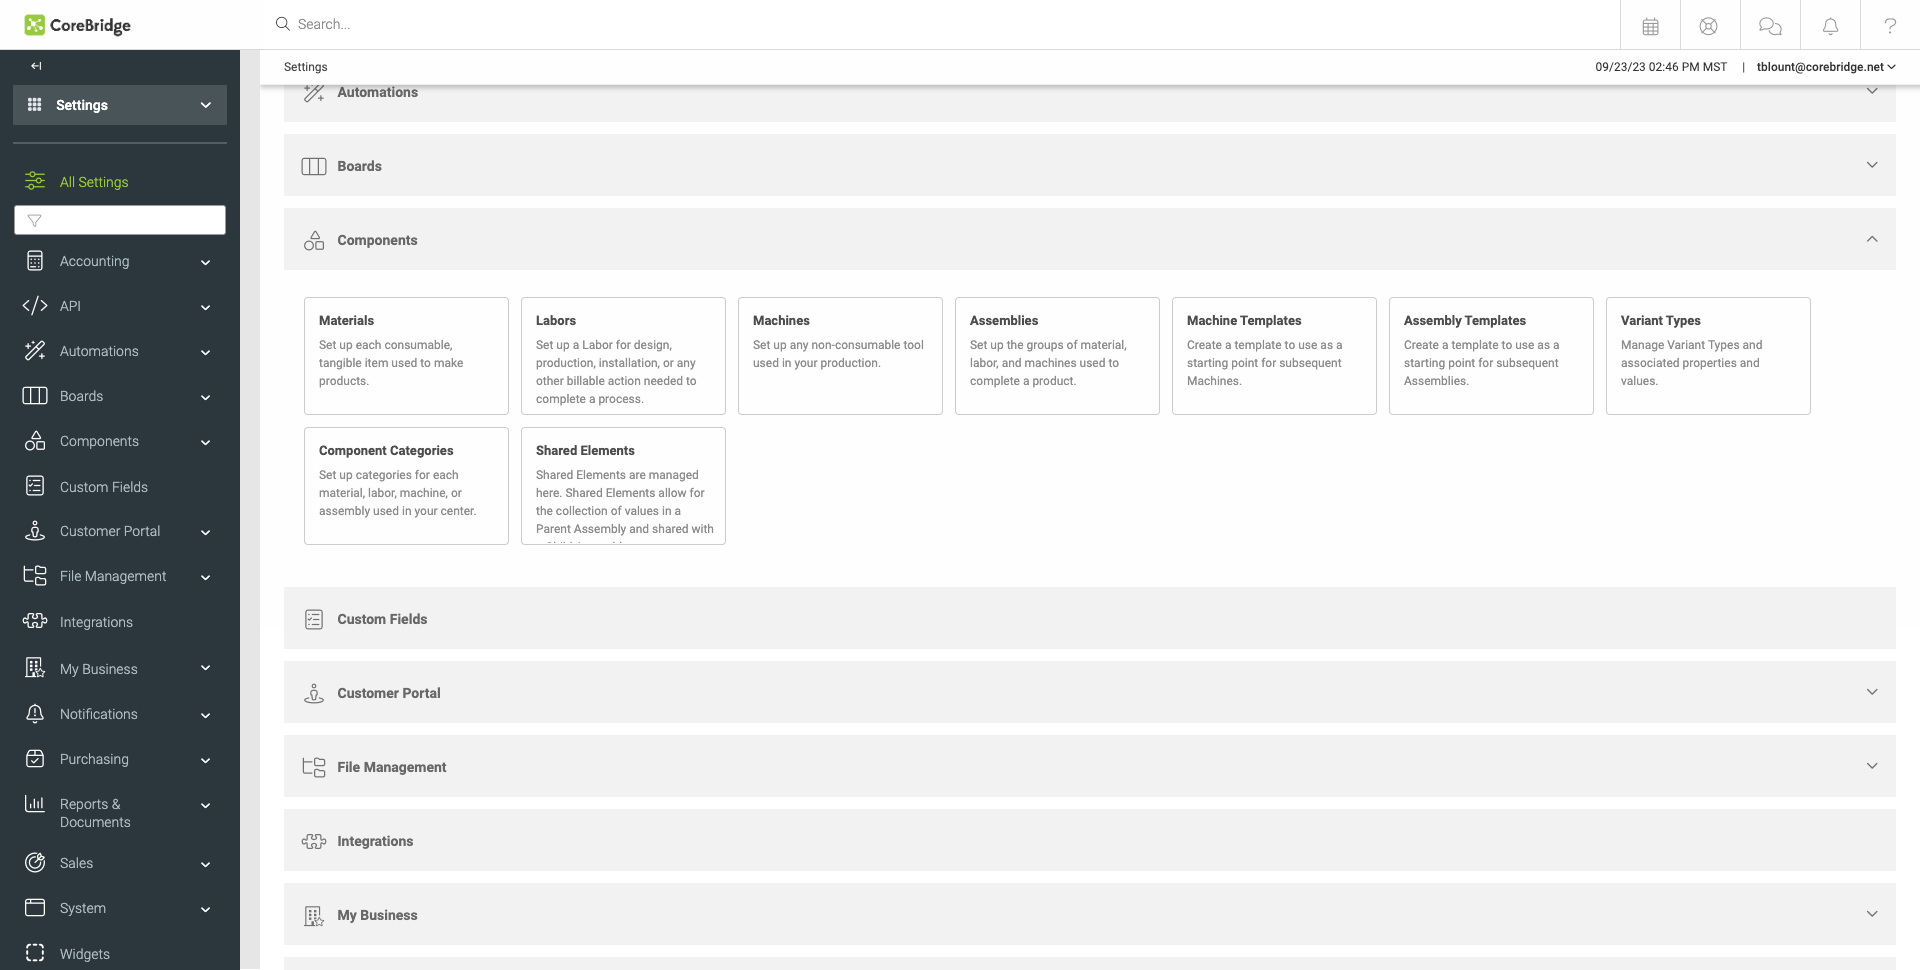 CoreBridge
Search...
?
Settings
09/23/23 02:46 PM MST | tblount@corebridge.net
Settings
All Settings
Accounting
API
Automations
Boards
Components
Custom Fields
Customer Portal
File Management
Integrations
My Business
Notifications
Purchasing
Reports &
Documents
Sales
System
Widgets
Automations
Boards
Components
Materials
Set up each consumable,
tangible item used to make
products.
Labors
Set up a Labor for design,
production, installation, or any
other billable action needed to
complete a process.
Machines
Set up any non-consumable tool
used in your production.
Assemblies
Set up the groups of material,
labor, and machines used to
complete a product.
Machine Templates
Create a template to use as a
starting point for subsequent
Machines.
Assembly Templates
Create a template to use as a
starting point for subsequent
Assemblies.
Variant Types
Manage Variant Types and
associated properties and
values.
Component Categories
Set up categories for each
material, labor, machine, or
assembly used in your center.
Shared Elements
Shared Elements are managed
here. Shared Elements allow for
the collection of values in a
Parent Assembly and shared with
Custom Fields
Customer Portal
File Management
Integrations
My Business